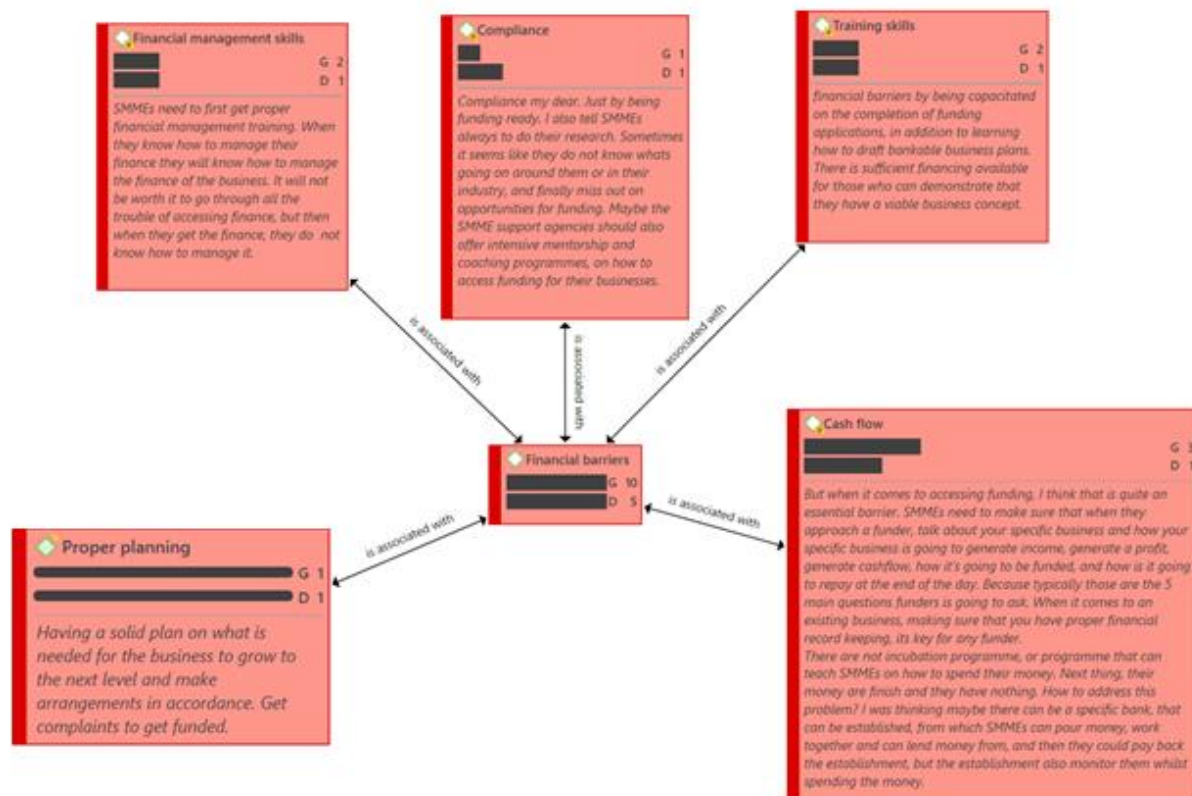 Financial management skills
G 2
D 1
SMMEs need to first get proper
financial management training. When
they know how to manage their
finance they will know how to manage
the finance of the business. It will not
be worth it to go through all the
trouble of accessing finance, but then
when they get the finance, they do not
know how to manage it.
Compliance
G 1
D 1
Compliance my dear. Just by being
funding ready. I also tell SMMEs
always to do their research. Sometimes
it seems like they do not know whats
going on around them or in their
industry, and finally miss out on
opportunities for funding. Maybe the
SMME support agencies should also
offer intensive mentorship and
coaching programmes, on how to
access funding for their businesses.
Training skills
G 2
D 1
financial barriers by being capacitated
on the completion of funding
applications, in addition to learning
how to draft bankable business plans.
There is sufficient financing available
for those who can demonstrate that
they have a viable business concept.
is associated with
is associated with
is associated with
Financial barriers
G 10
D 5
is associated with
is associated with
Proper planning
G 1
D 1
Having a solid plan on what is
needed for the business to grow to
the next level and make
arrangements in accordance. Get
complaints to get funded.
Cash flow
G
D
But when it comes to accessing funding, I think that is quite an
essential barrier. SMMEs need to make sure that when they
approach a funder, talk about your specific business and how your
specific business is going to generate income, generate a profit,
generate cashflow, how it's going to be funded, and how is it going
to repay at the end of the day. Because typically those are the 5
main questions funders is going to ask. When it comes to an
existing business, making sure that you have proper financial
record keeping, its key for any funder.
There are not incubation programme, or programme that can
teach SMMEs on how to spend their money. Next thing, their
money are finish and they have nothing. How to address this
problem? I was thinking maybe there can be a specific bank, that
can be established, from which SMMEs can pour money, work
together and can lend money from, and then they could pay back
the establishment, but the establishment also monitor them whilst
spending the money.